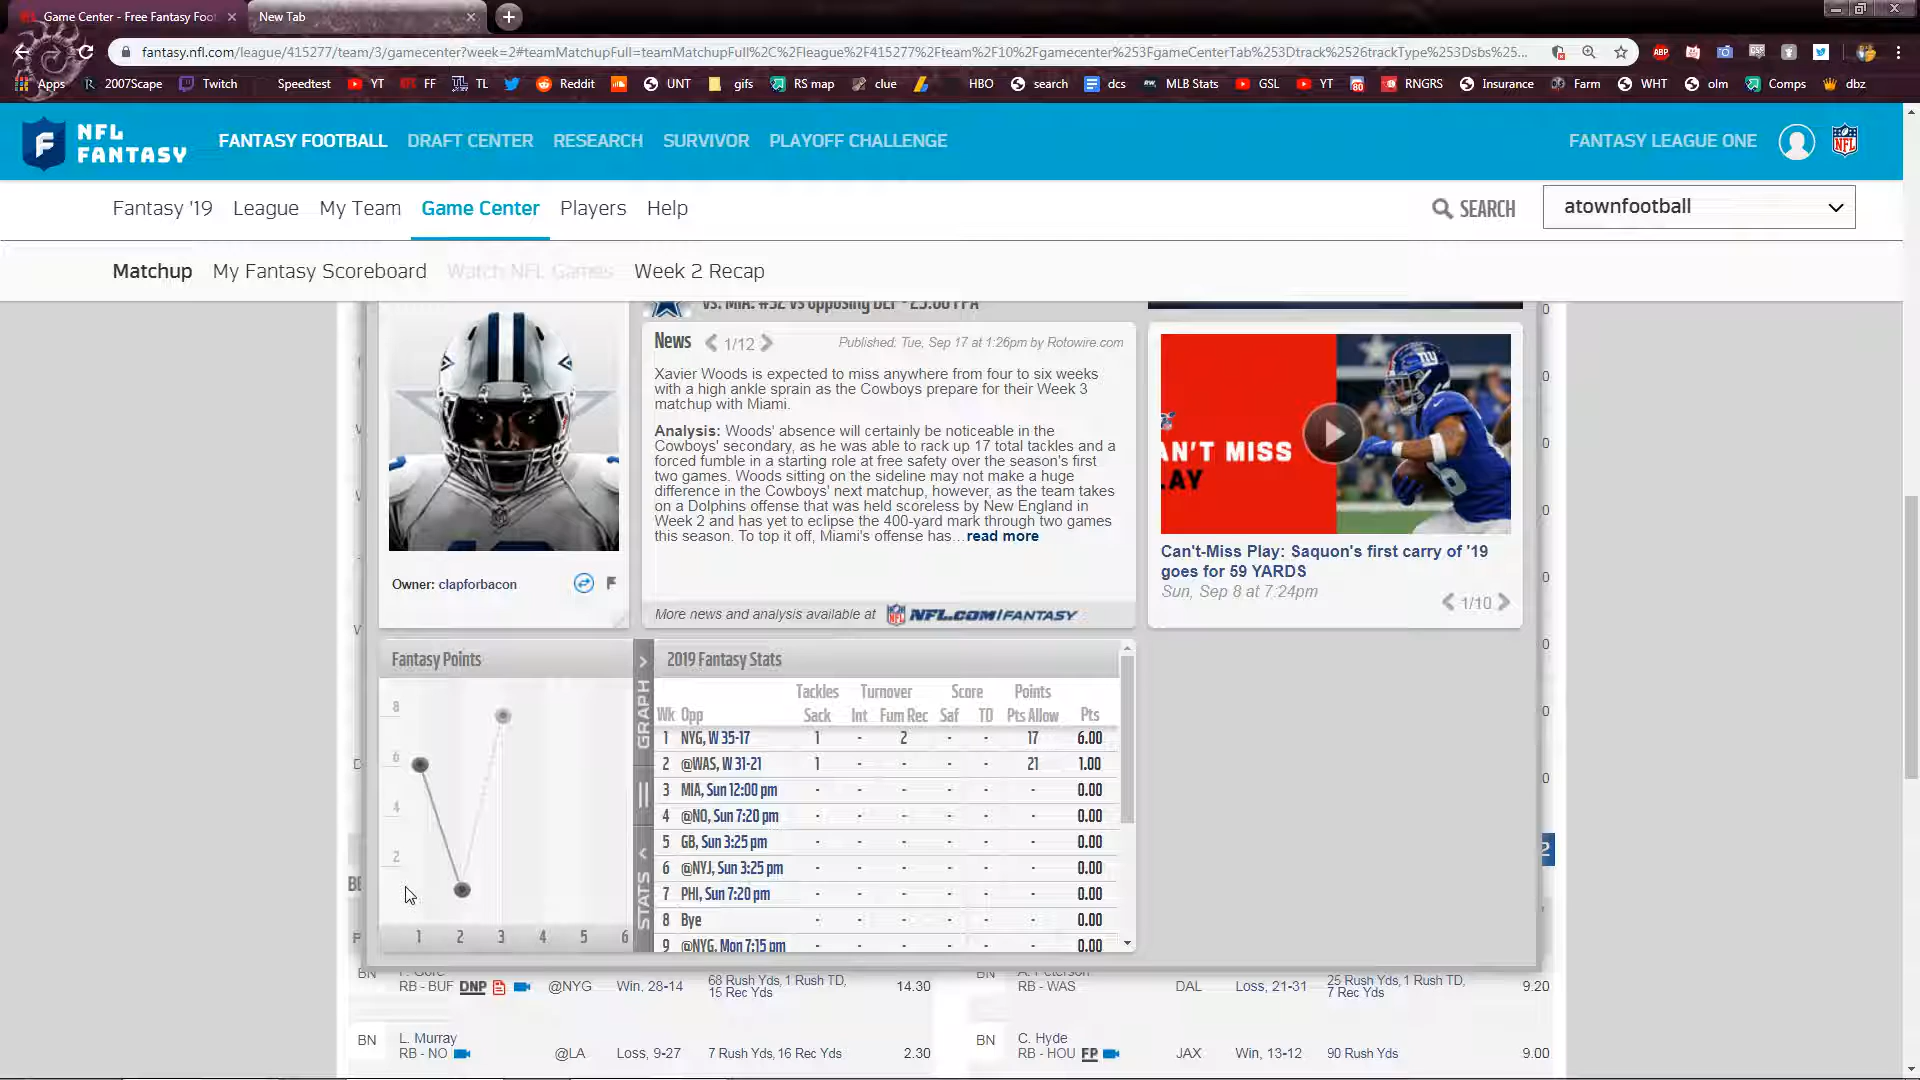 Game Center - Free Fantasy Foot
New Tab
fantasy.nfl.com/league/415277/team/3/gamecenter?week=2#teamMatchupFull=teamMatchupFull%2C%2Fleague%2F415277%2Fteam%2F10%2Fgamecenter%253FgameCenterTab%253Dtrack%2526trackType%253Dsbs%25...
Apps 2007Scape Twitch Speedtest YT FF TL Reddit UNT gifs RS map clue HBO search dcs MLB Stats GSL YT RNGRS Insurance Farm WHT olm Comps dbz
NFL FANTASY
FANTASY FOOTBALL DRAFT CENTER RESEARCH SURVIVOR PLAYOFF CHALLENGE FANTASY LEAGUE ONE
Fantasy '19 League My Team Game Center Players Help SEARCH atownfootball
Matchup My Fantasy Scoreboard Watch NFL Games Week 2 Recap
vs. MIA: #32 vs opposing DEF - 23.00 FPA
News 1/12 Published: Tue, Sep 17 at 1:26pm by Rotowire.com
Xavier Woods is expected to miss anywhere from four to six weeks
with a high ankle sprain as the Cowboys prepare for their Week 3
matchup with Miami.
Analysis: Woods' absence will certainly be noticeable in the
Cowboys' secondary, as he was able to rack up 17 total tackles and a
forced fumble in a starting role at free safety over the season's first
two games. Woods sitting on the sideline may not make a huge
difference in the Cowboys' next matchup, however, as the team takes
on a Dolphins offense that was held scoreless by New England in
Week 2 and has yet to eclipse the 400-yard mark through two games
this season. To top it off, Miami's offense has...read more
More news and analysis available at NFL.COM/FANTASY
AN'T MISS
AY
Can't-Miss Play: Saquon's first carry of '19
goes for 59 YARDS
Sun, Sep 8 at 7:24pm
1/10
Owner: clapforbacon
Fantasy Points
8
6
4
2
1 2 3 4 5 6
GRAPH
STATS
2019 Fantasy Stats
Tackles Turnover Score Points
Wk Opp Sack Int Fum Rec Saf TD Pts Allow Pts
1 NYG, W 35-17 1 - 2 - - 17 6.00
2 @WAS, W 31-21 1 - - - - 21 1.00
3 MIA, Sun 12:00 pm - - - - - - 0.00
4 @NO, Sun 7:20 pm - - - - - - 0.00
5 GB, Sun 3:25 pm - - - - - - 0.00
6 @NYJ, Sun 3:25 pm - - - - - - 0.00
7 PHI, Sun 7:20 pm - - - - - - 0.00
8 Bye - - - - - - 0.00
9 @NYG, Mon 7:15 pm - - - - - - 0.00
BN F. Gore
RB - BUF DNP @NYG Win, 28-14 68 Rush Yds, 1 Rush TD, 15 Rec Yds 14.30
BN A. Peterson
RB - WAS DAL Loss, 21-31 25 Rush Yds, 1 Rush TD, 7 Rec Yds 9.20
BN L. Murray
RB - NO @LA Loss, 9-27 7 Rush Yds, 16 Rec Yds 2.30
BN C. Hyde
RB - HOU FP JAX Win, 13-12 90 Rush Yds 9.00